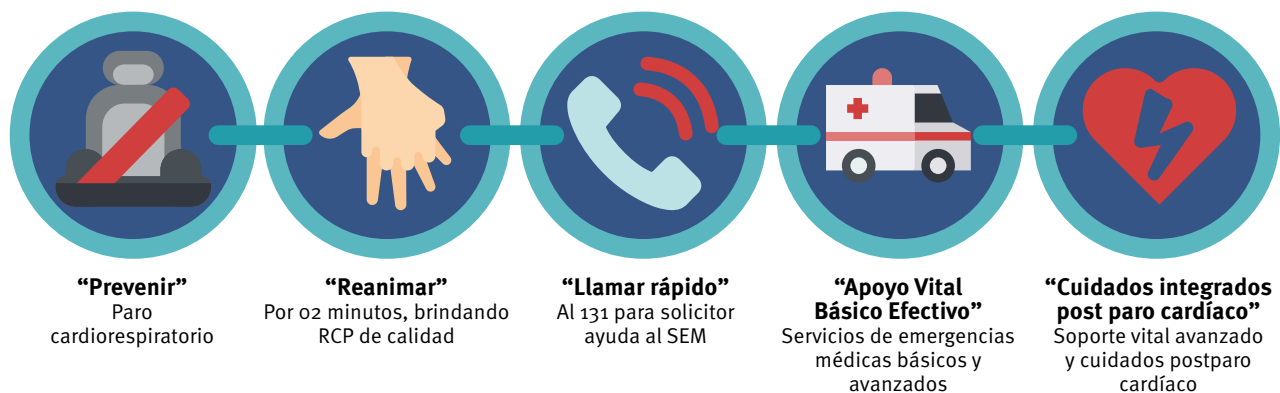 “Prevenir”
Paro
cardiorespiratorio
“Reanimar”
Por 02 minutos, brindando
RCP de calidad
“Llamar rápido”
Al 131 para solicitor
ayuda al SEM
“Apoyo Vital
Básico Efectivo”
Servicios de emergencias
médicas básicos y
avanzados
“Cuidados integrados
post paro cardíaco”
Soporte vital avanzado
y cuidados postparo
cardíaco